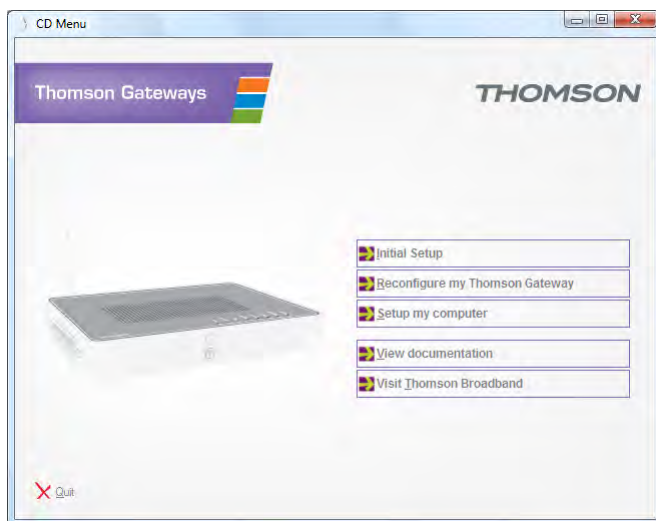 CD Menu
Thomson Gateways
THOMSON
Initial Setup
Reconfigure my Thomson Gateway
Setup my computer
View documentation
Visit Thomson Broadband
Quit